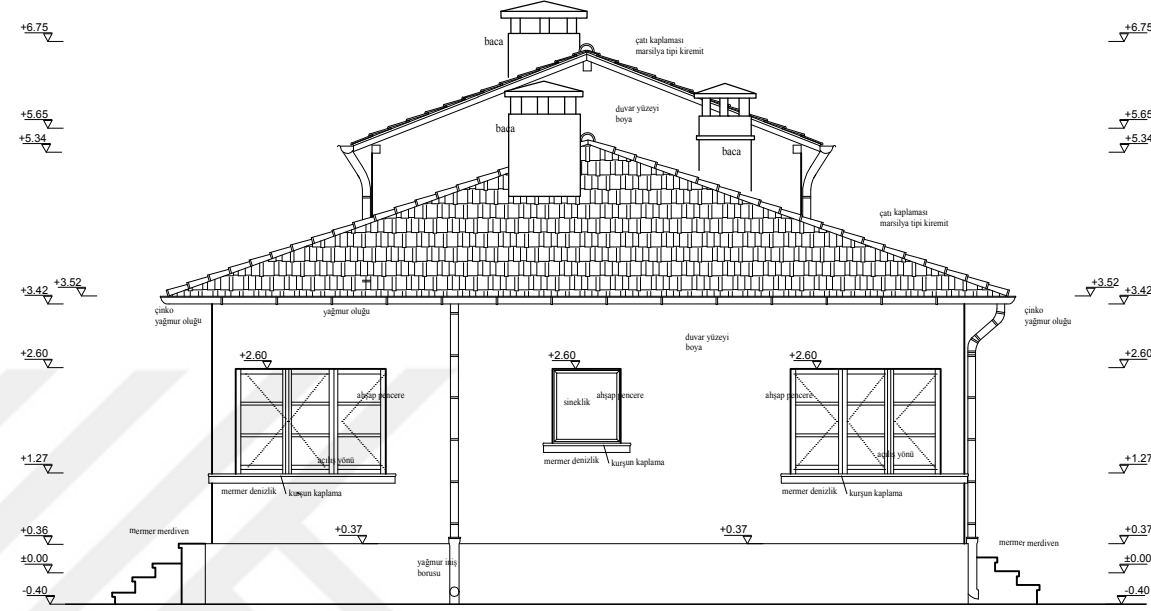 +6.75
+6.75
baca
çatı kaplaması
marsilya tipi kiremit
+5.65
+5.65
duvar yüzeyi
boya
baca
+5.34
+5.34
baca
çatı kaplaması
marsilya tipi kiremit
+3.52
+3.42
+3.52
+3.42
çinko
yağmur oluğu
yağmur oluğu
çinko
yağmur oluğu
duvar yüzeyi
boya
+2.60
+2.60
+2.60
+2.60
+2.60
ahşap pencere
sineklik
ahşap pencere
ahşap pencere
+1.27
açılış yönü
mermer denizlik
kurşun kaplama
mermer denizlik
kurşun kaplama
açılış yönü
mermer denizlik
kurşun kaplama
+1.27
+0.36
mermer merdiven
+0.37
+0.37
mermer merdiven
+0.37
±0.00
yağmur iniş
borusu
±0.00
-0.40
-0.40